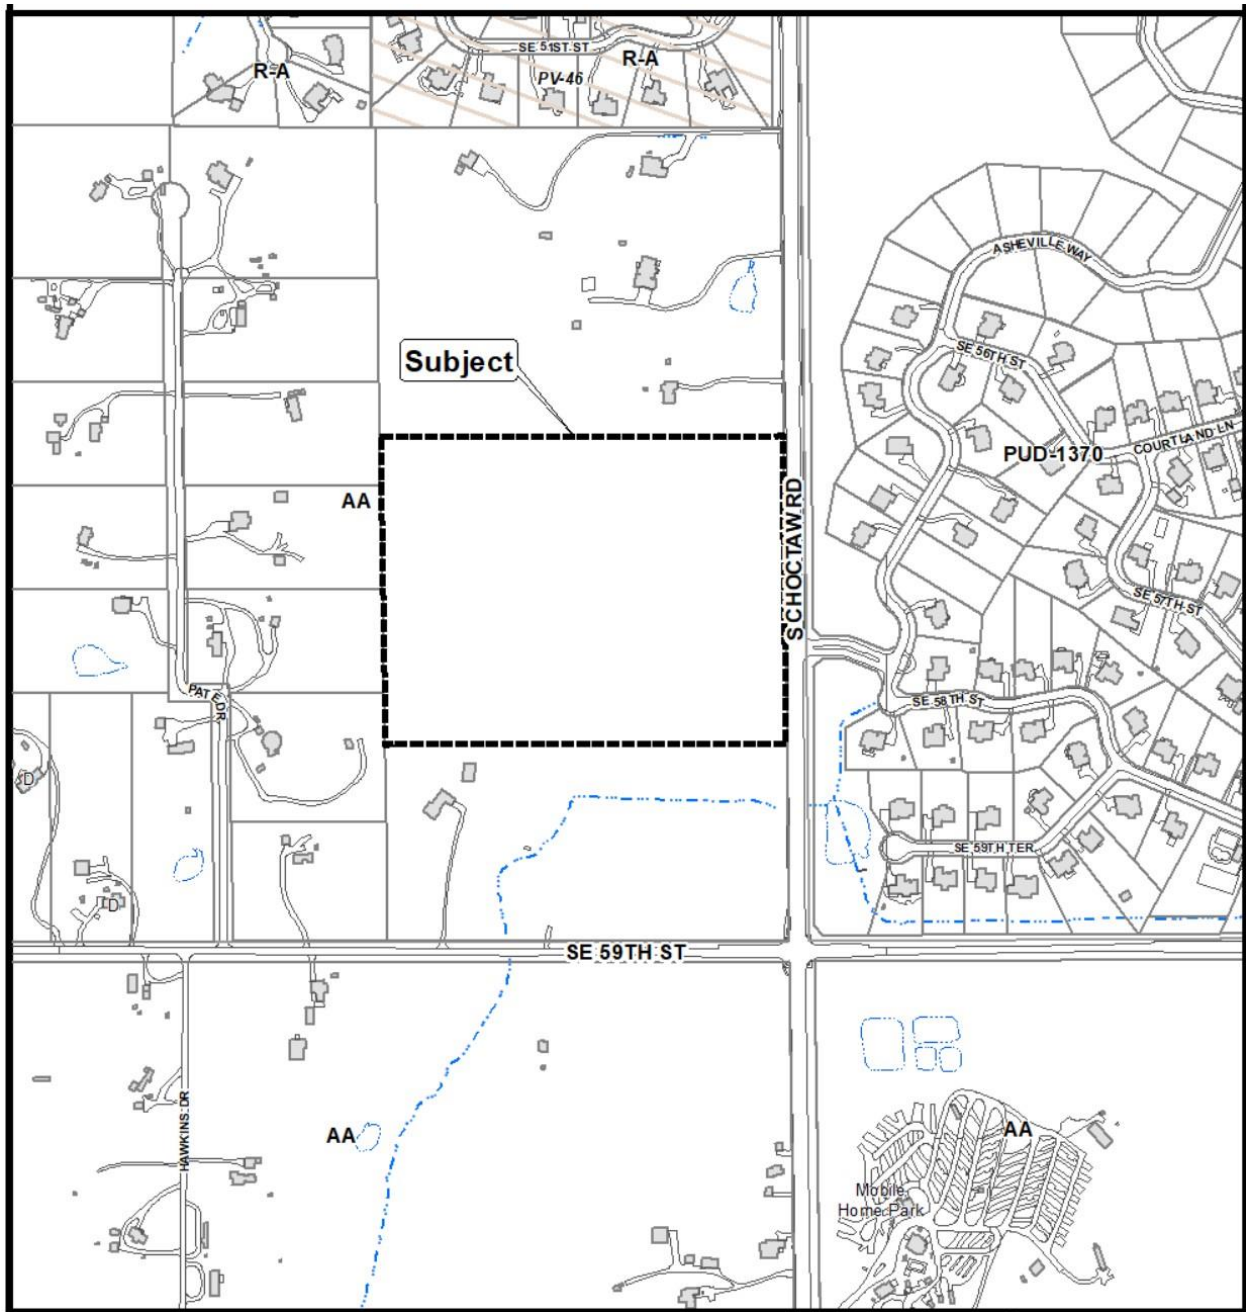 SE 51ST ST
R-A
R-A
PV-46
ASHEVILLE WAY
SE 56TH ST
Subject
COURTLAND LN
PUD-1370
AA
S CHOCTAW RD
SE 57TH ST
PATE DR
SE 58TH ST
D
SE 59TH TER
D
SE 59TH ST
HAWKINS DR
AA
AA
Mobile
Home Park